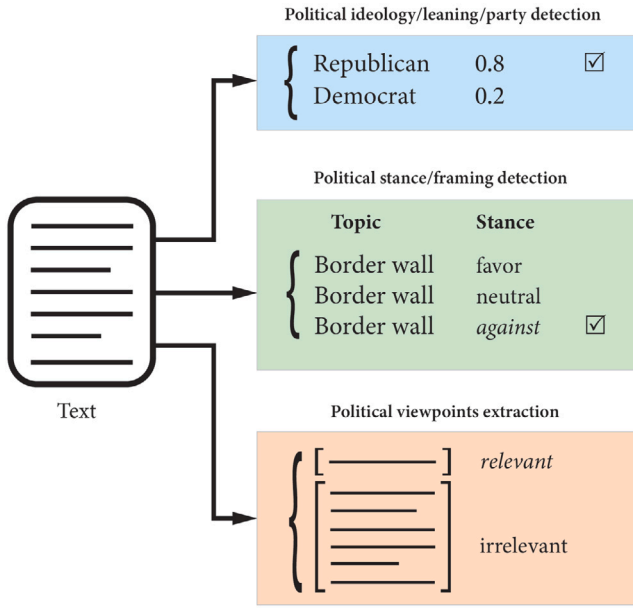 Political ideology/leaning/party detection
Republican 0.8 ☑
Democrat 0.2
Political stance/framing detection
Topic Stance
Border wall favor
Border wall neutral
Border wall against ☑
Text
Political viewpoints extraction
relevant
irrelevant